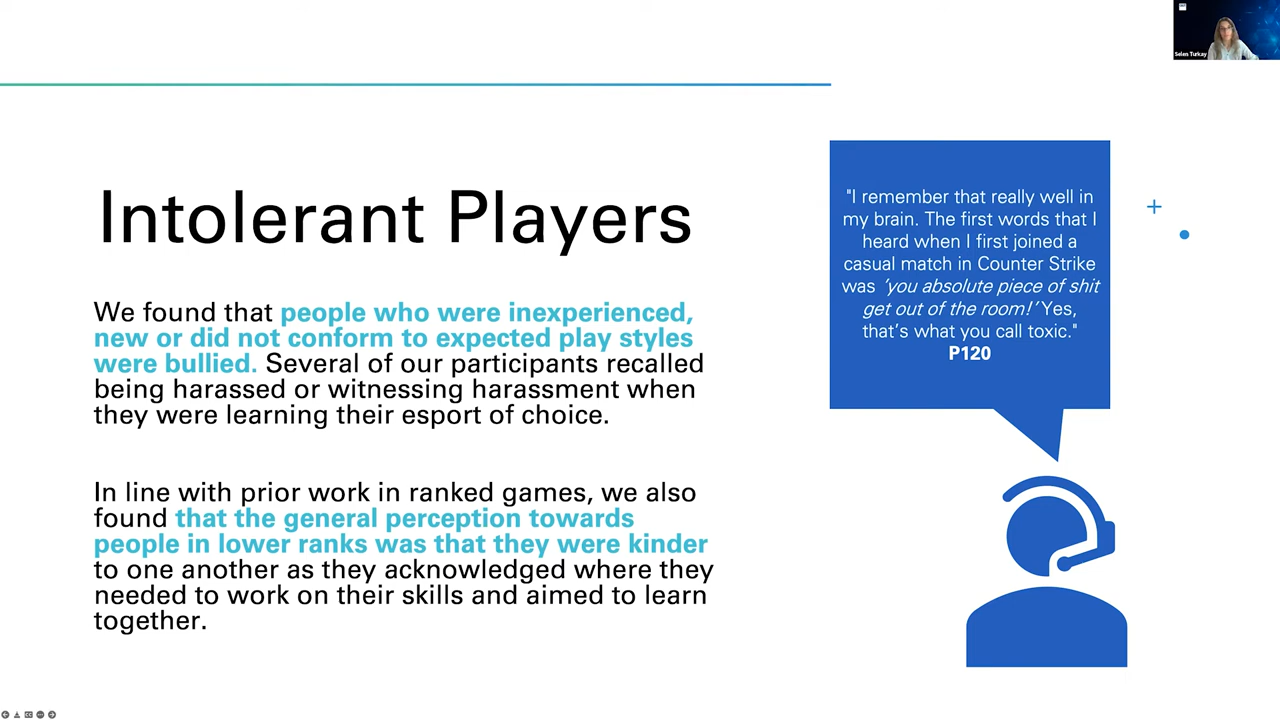 Selen Turkay
Intolerant Players
We found that people who were inexperienced,
new or did not conform to expected play styles
were bullied. Several of our participants recalled
being harassed or witnessing harassment when
they were learning their esport of choice.
In line with prior work in ranked games, we also
found that the general perception towards
people in lower ranks was that they were kinder
to one another as they acknowledged where they
needed to work on their skills and aimed to learn
together.
"I remember that really well in
my brain. The first words that I
heard when I first joined a
casual match in Counter Strike
was ‘you absolute piece of shit
get out of the room!’ Yes,
that’s what you call toxic."
P120